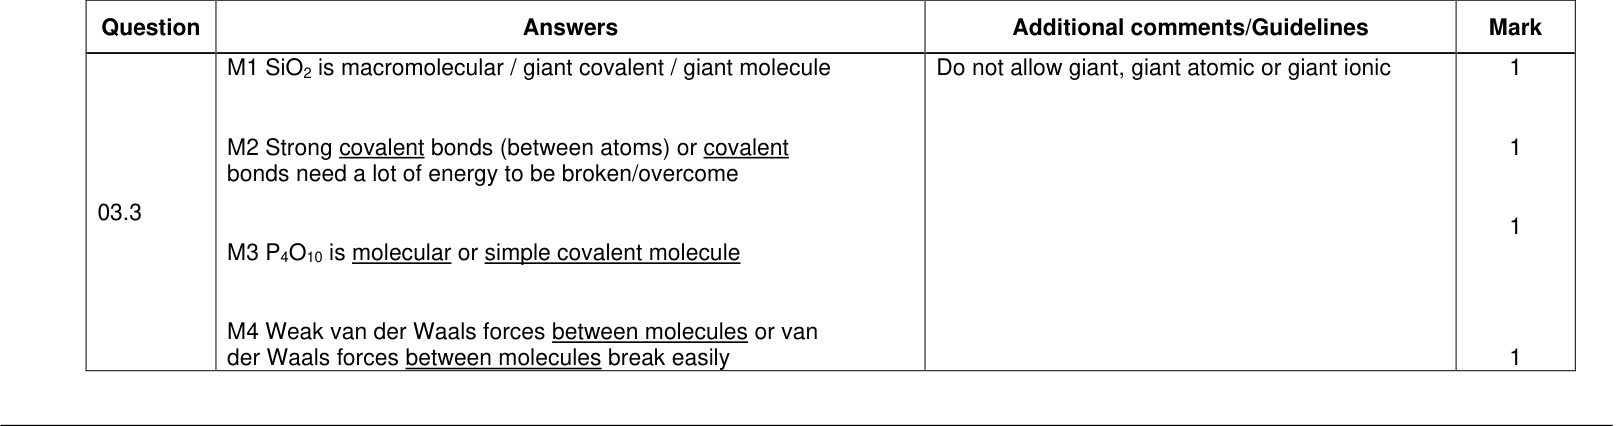 Question Answers Additional comments/Guidelines Mark
M1 SiO₂ is macromolecular / giant covalent / giant molecule Do not allow giant, giant atomic or giant ionic 1
M2 Strong covalent bonds (between atoms) or covalent 1
bonds need a lot of energy to be broken/overcome
03.3
1
M3 P₄O₁₀ is molecular or simple covalent molecule
M4 Weak van der Waals forces between molecules or van
der Waals forces between molecules break easily 1